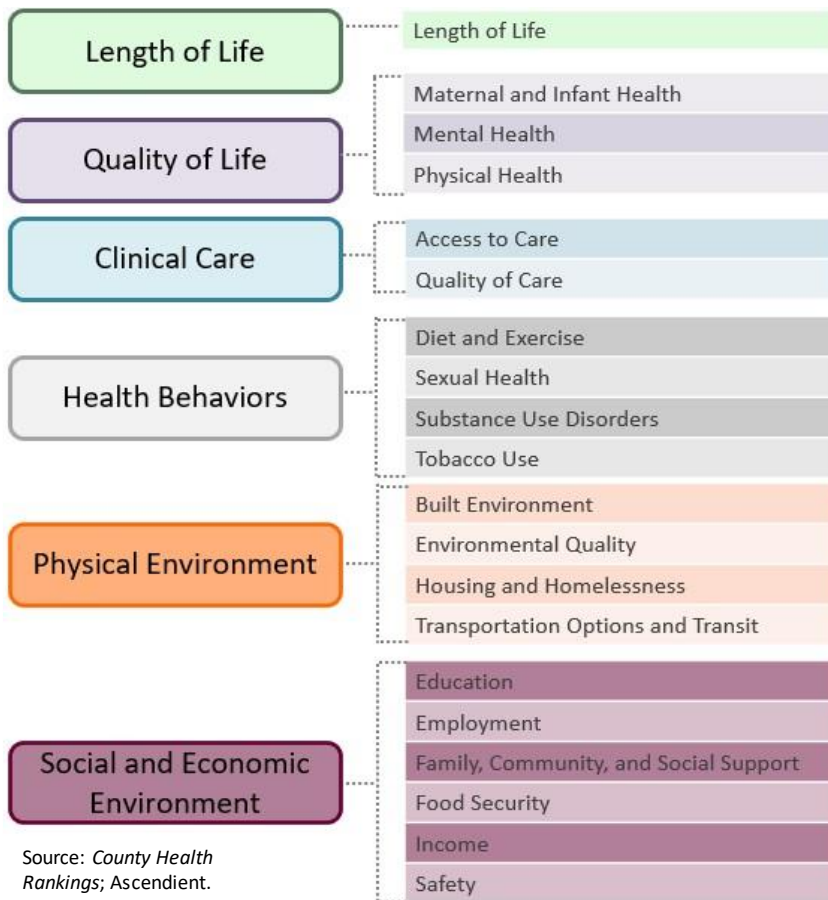 Length of Life
Length of Life
Quality of Life
Maternal and Infant Health
Mental Health
Physical Health
Clinical Care
Access to Care
Quality of Care
Health Behaviors
Diet and Exercise
Sexual Health
Substance Use Disorders
Tobacco Use
Physical Environment
Built Environment
Environmental Quality
Housing and Homelessness
Transportation Options and Transit
Social and Economic
Environment
Education
Employment
Family, Community, and Social Support
Food Security
Income
Safety
Source: County Health
Rankings; Ascendient.